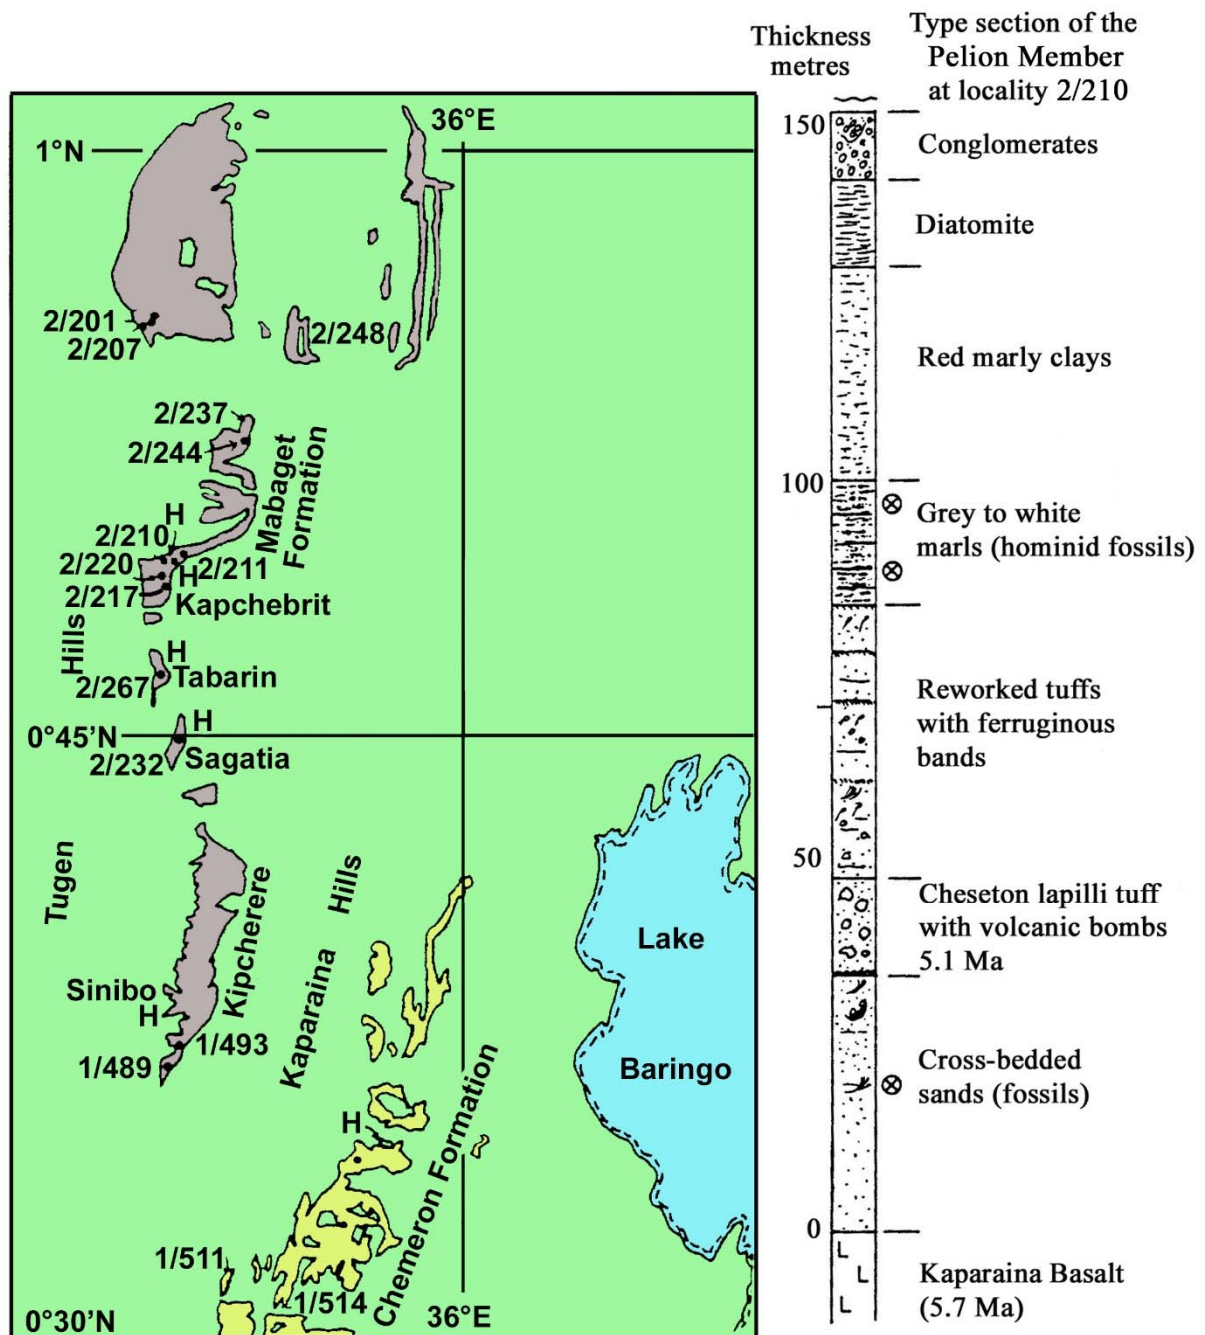 36°E
1°N
2/201
2/207
2/248
2/237
2/244
Mabaget
Formation
H
2/210
2/220
2/211
H
2/217
Kapchebrit
Hills
H
Tabarin
2/267
H
0°45'N
2/232
Sagatia
Tugen
Kipcherere
Kaparaina Hills
Sinibo
H
1/493
1/489
Lake
Baringo
H
Chemeron Formation
1/511
1/514
0°30'N
36°E
Thickness
metres
Type section of the
Pelion Member
at locality 2/210
150
Conglomerates
Diatomite
Red marly clays
100
Grey to white
marls (hominid fossils)
Reworked tuffs
with ferruginous
bands
50
Cheseton lapilli tuff
with volcanic bombs
5.1 Ma
Cross-bedded
sands (fossils)
0
L
L
L
Kaparaina Basalt
(5.7 Ma)